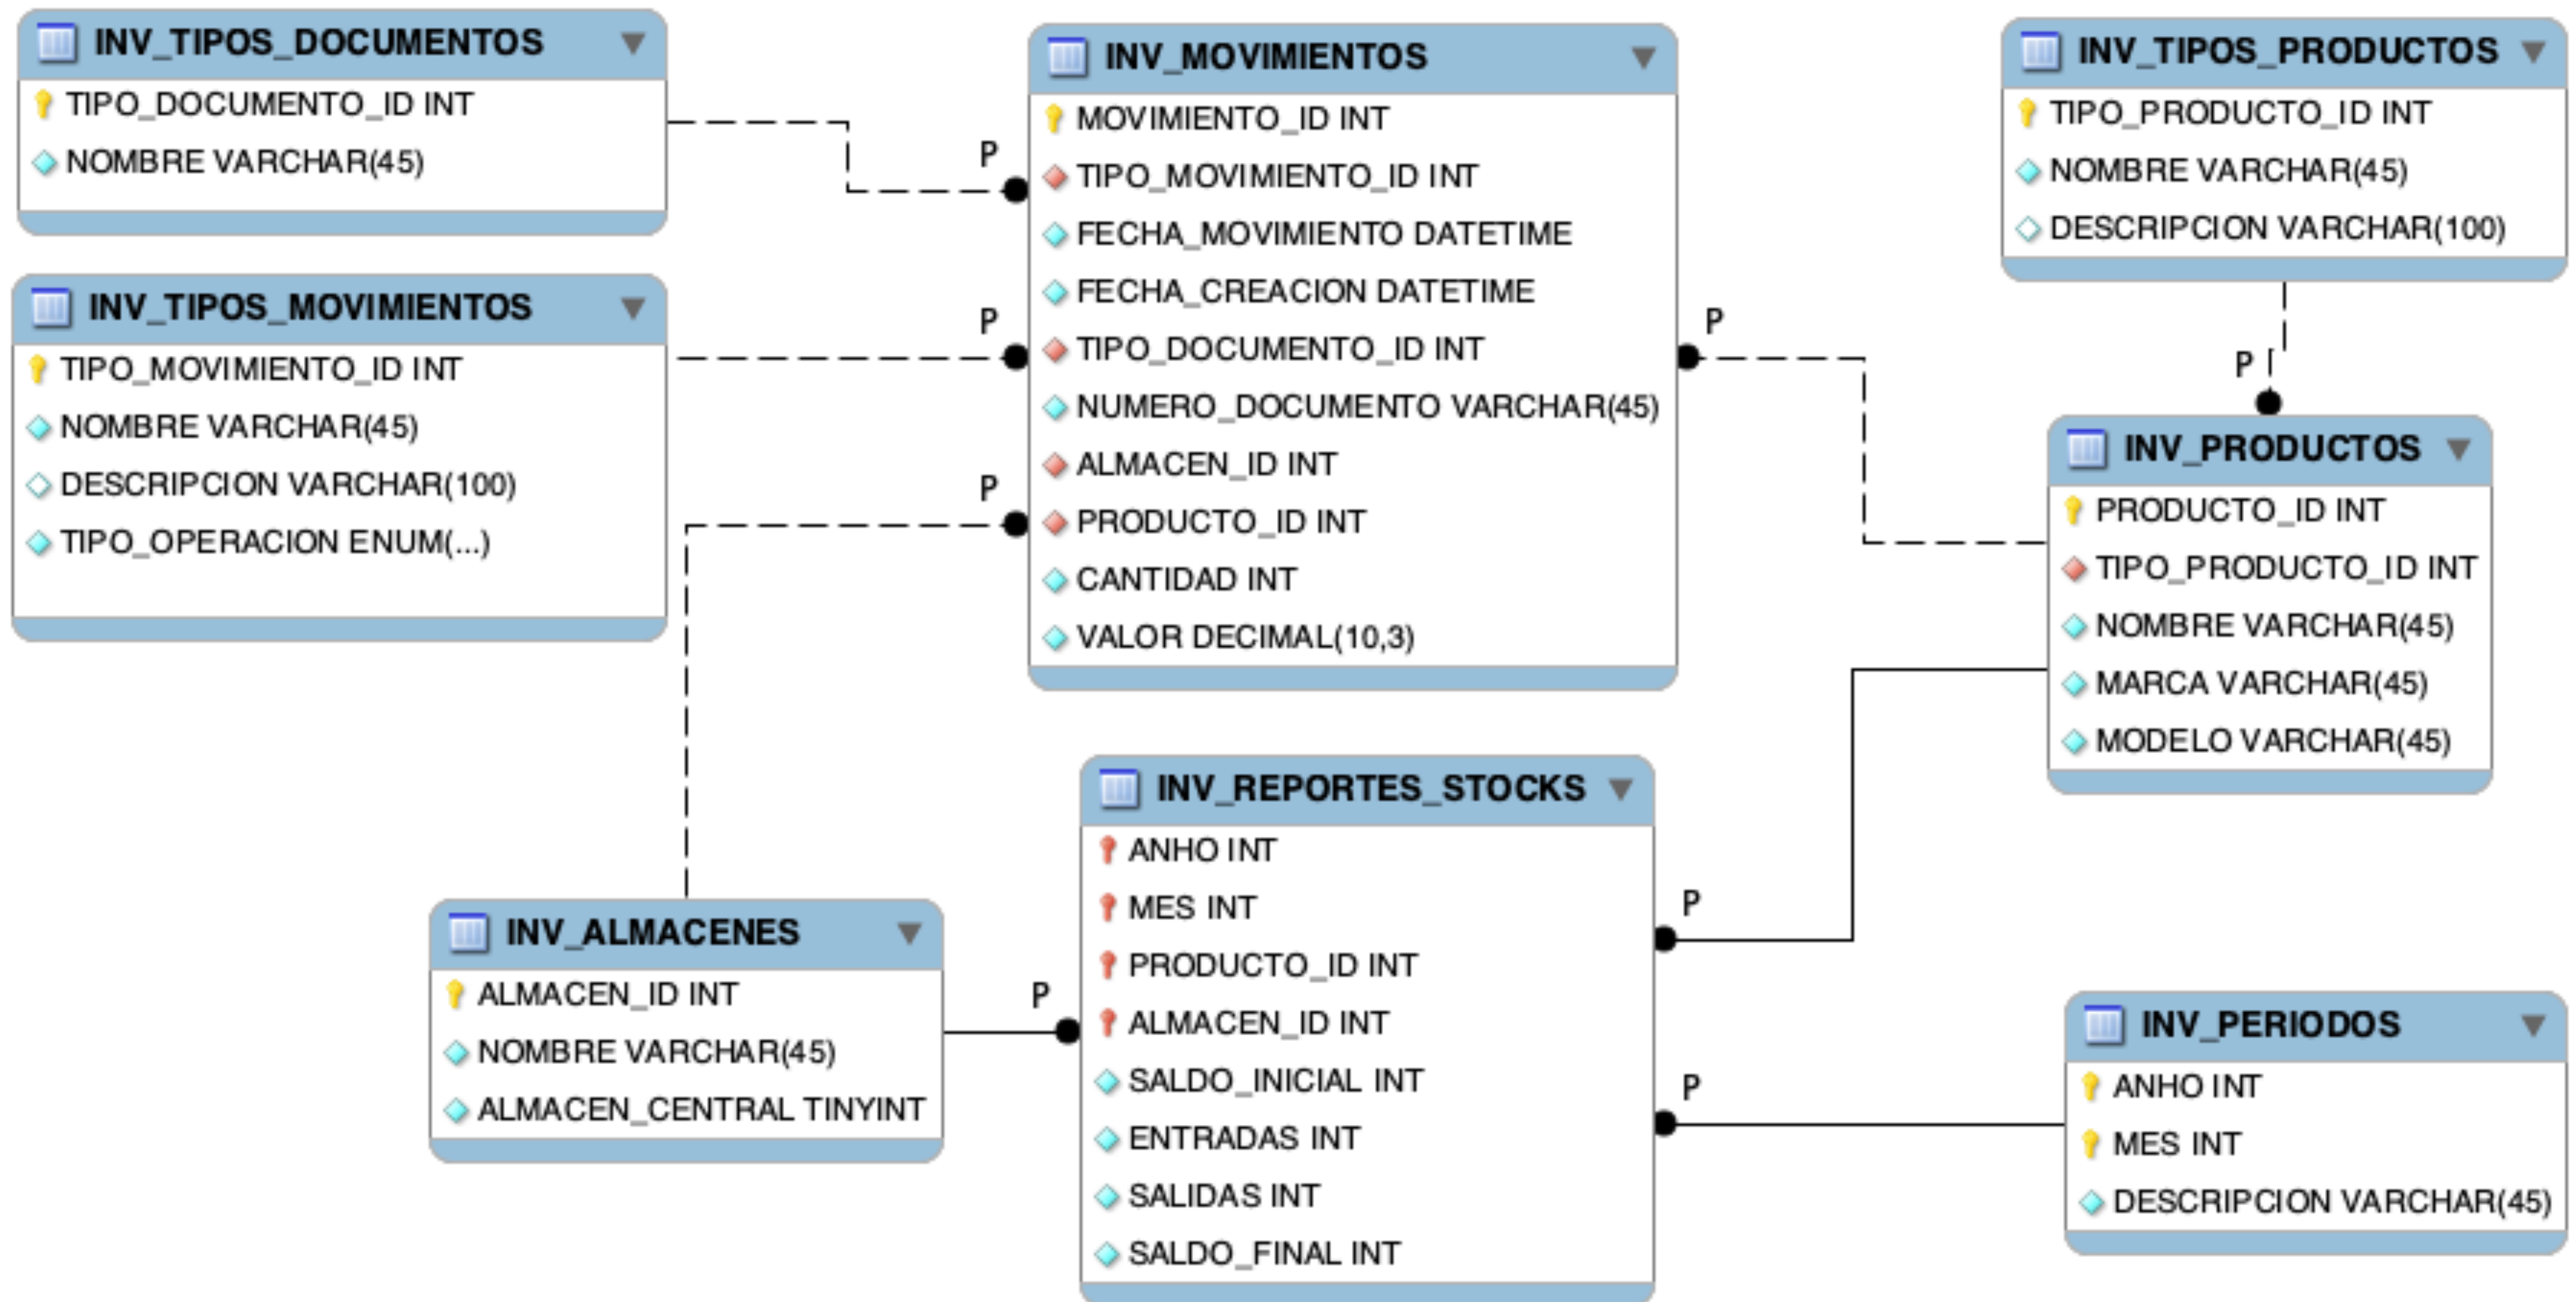 INV_TIPOS_DOCUMENTOS
TIPO_DOCUMENTO_ID INT
NOMBRE VARCHAR(45)
INV_TIPOS_MOVIMIENTOS
TIPO_MOVIMIENTO_ID INT
NOMBRE VARCHAR(45)
DESCRIPCION VARCHAR(100)
TIPO_OPERACION ENUM(...)
P
P
P
INV_MOVIMIENTOS
MOVIMIENTO_ID INT
TIPO_MOVIMIENTO_ID INT
FECHA_MOVIMIENTO DATETIME
FECHA_CREACION DATETIME
TIPO_DOCUMENTO_ID INT
NUMERO_DOCUMENTO VARCHAR(45)
ALMACEN_ID INT
PRODUCTO_ID INT
CANTIDAD INT
VALOR DECIMAL(10,3)
P
INV_TIPOS_PRODUCTOS
TIPO_PRODUCTO_ID INT
NOMBRE VARCHAR(45)
DESCRIPCION VARCHAR(100)
P
INV_PRODUCTOS
PRODUCTO_ID INT
TIPO_PRODUCTO_ID INT
NOMBRE VARCHAR(45)
MARCA VARCHAR(45)
MODELO VARCHAR(45)
INV_ALMACENES
ALMACEN_ID INT
NOMBRE VARCHAR(45)
ALMACEN_CENTRAL TINYINT
P
INV_REPORTES_STOCKS
ANHO INT
MES INT
PRODUCTO_ID INT
ALMACEN_ID INT
SALDO_INICIAL INT
ENTRADAS INT
SALIDAS INT
SALDO_FINAL INT
P
P
INV_PERIODOS
ANHO INT
MES INT
DESCRIPCION VARCHAR(45)